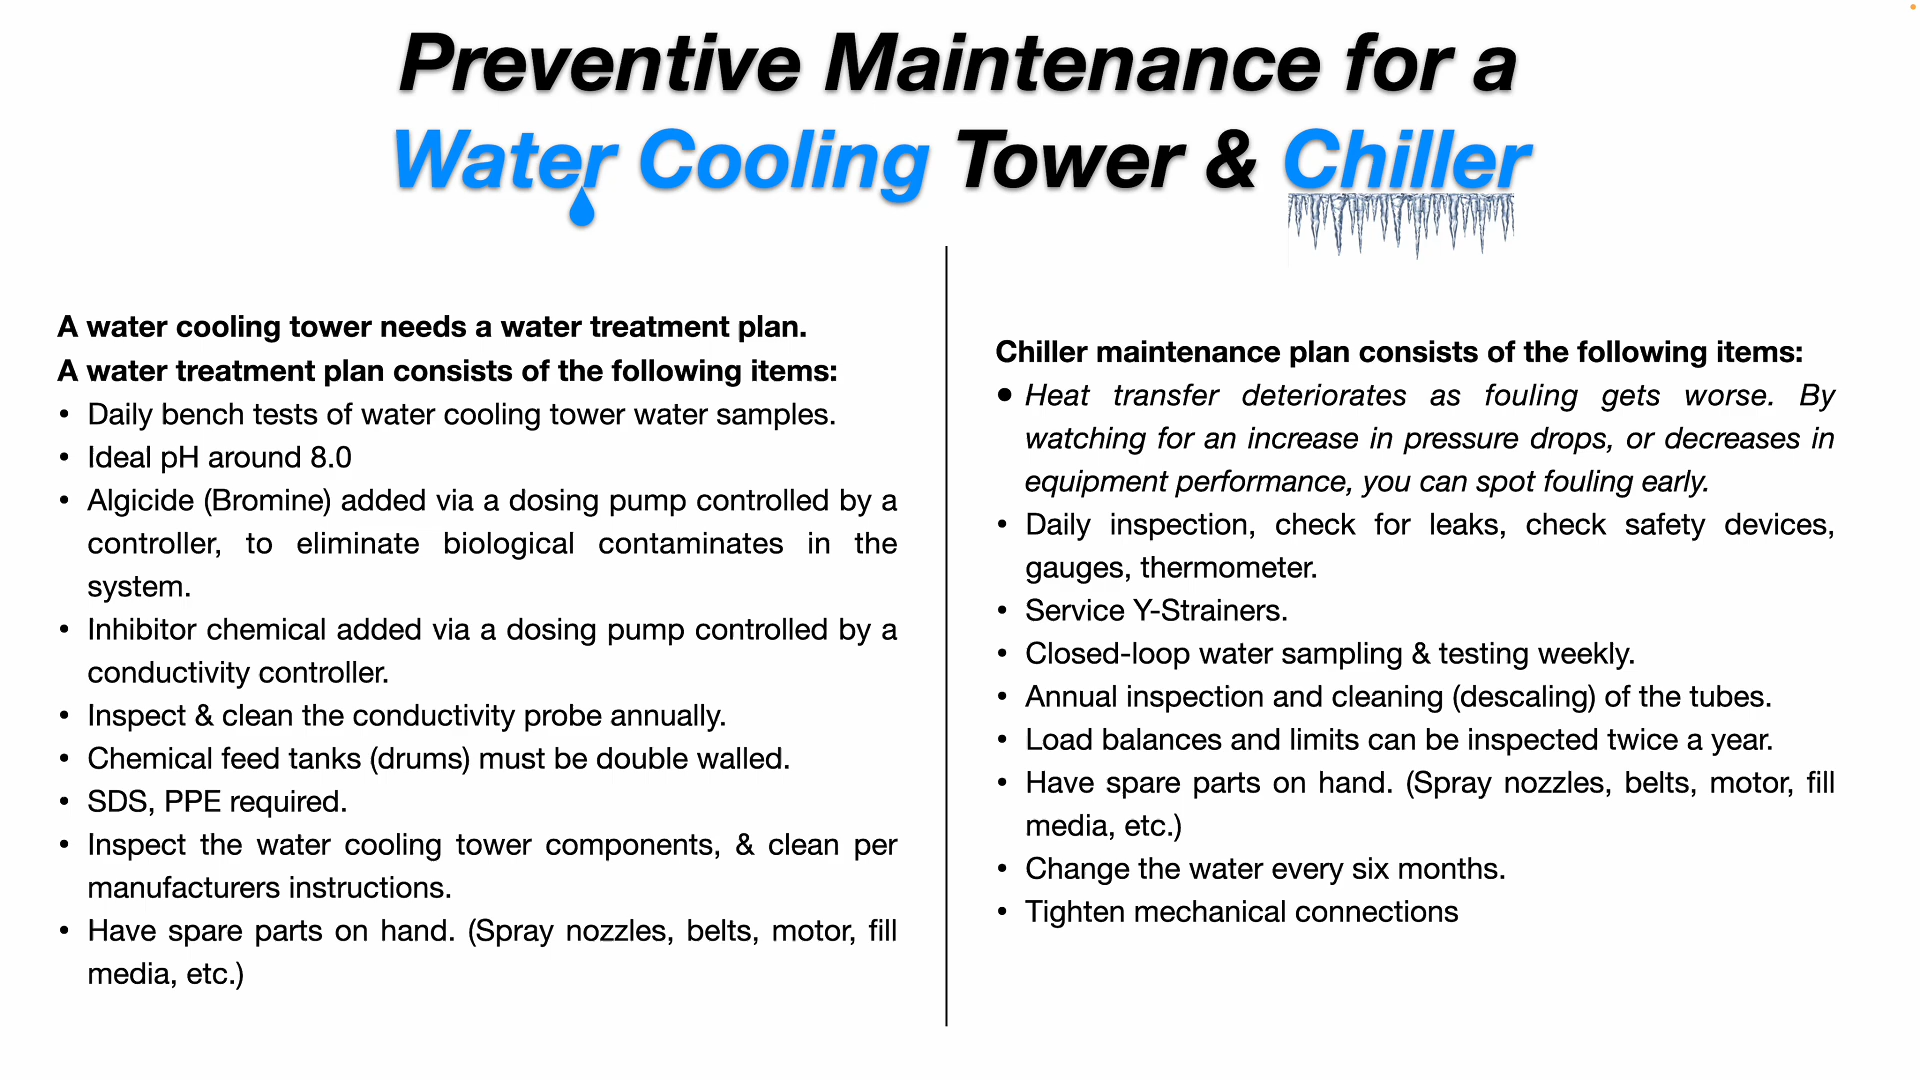 Preventive Maintenance for a
Water Cooling Tower & Chiller
A water cooling tower needs a water treatment plan.
A water treatment plan consists of the following items:
• Daily bench tests of water cooling tower water samples.
• Ideal pH around 8.0
• Algicide (Bromine) added via a dosing pump controlled by a
controller, to eliminate biological contaminates in the
system.
• Inhibitor chemical added via a dosing pump controlled by a
conductivity controller.
• Inspect & clean the conductivity probe annually.
• Chemical feed tanks (drums) must be double walled.
• SDS, PPE required.
• Inspect the water cooling tower components, & clean per
manufacturers instructions.
• Have spare parts on hand. (Spray nozzles, belts, motor, fill
media, etc.)
Chiller maintenance plan consists of the following items:
• Heat transfer deteriorates as fouling gets worse. By
watching for an increase in pressure drops, or decreases in
equipment performance, you can spot fouling early.
• Daily inspection, check for leaks, check safety devices,
gauges, thermometer.
• Service Y-Strainers.
• Closed-loop water sampling & testing weekly.
• Annual inspection and cleaning (descaling) of the tubes.
• Load balances and limits can be inspected twice a year.
• Have spare parts on hand. (Spray nozzles, belts, motor, fill
media, etc.)
• Change the water every six months.
• Tighten mechanical connections